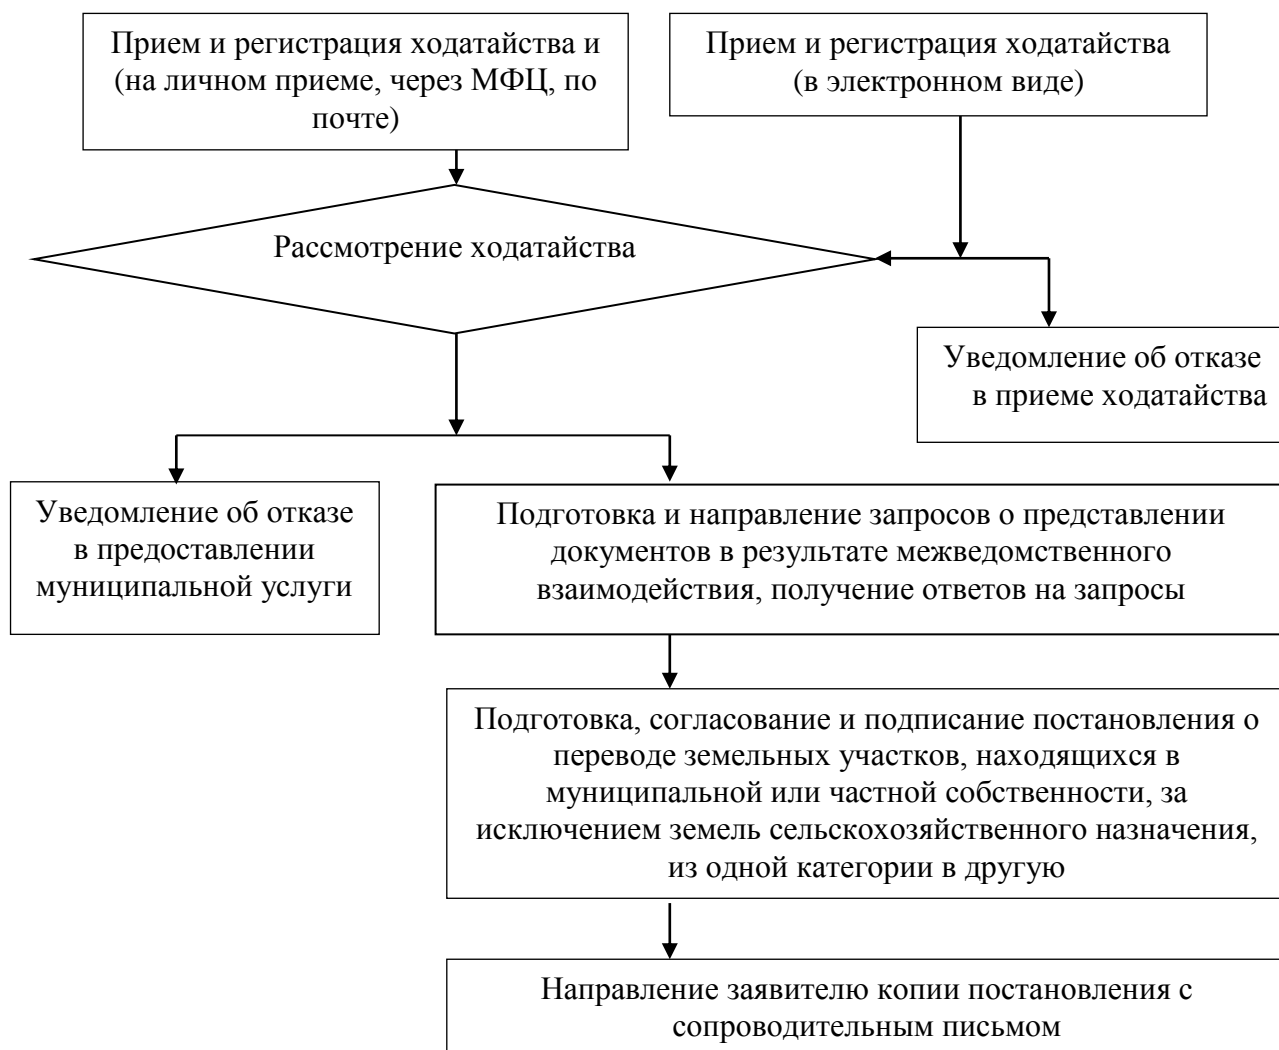 Прием и регистрация ходатайства и
(на личном приеме, через МФЦ, по
почте)
Прием и регистрация ходатайства
(в электронном виде)
Рассмотрение ходатайства
Уведомление об отказе
в приеме ходатайства
Уведомление об отказе
в предоставлении
муниципальной услуги
Подготовка и направление запросов о представлении
документов в результате межведомственного
взаимодействия, получение ответов на запросы
Подготовка, согласование и подписание постановления о
переводе земельных участков, находящихся в
муниципальной или частной собственности, за
исключением земель сельскохозяйственного назначения,
из одной категории в другую
Направление заявителю копии постановления с
сопроводительным письмом